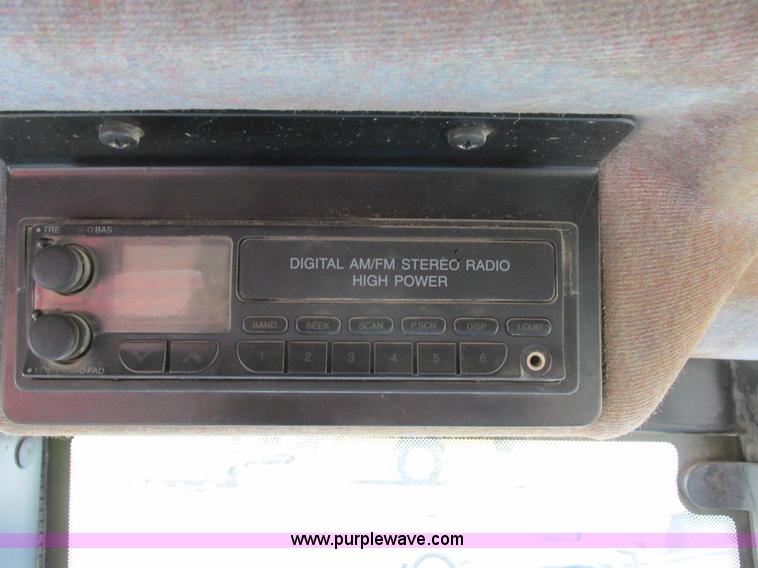 TRE BAS
DIGITAL AM/FM STEREO RADIO
HIGH POWER
BAND SEEK SCAN P.SCN DISP LOUD
1 2 3 4 5 6
FAD
www.purplewave.com